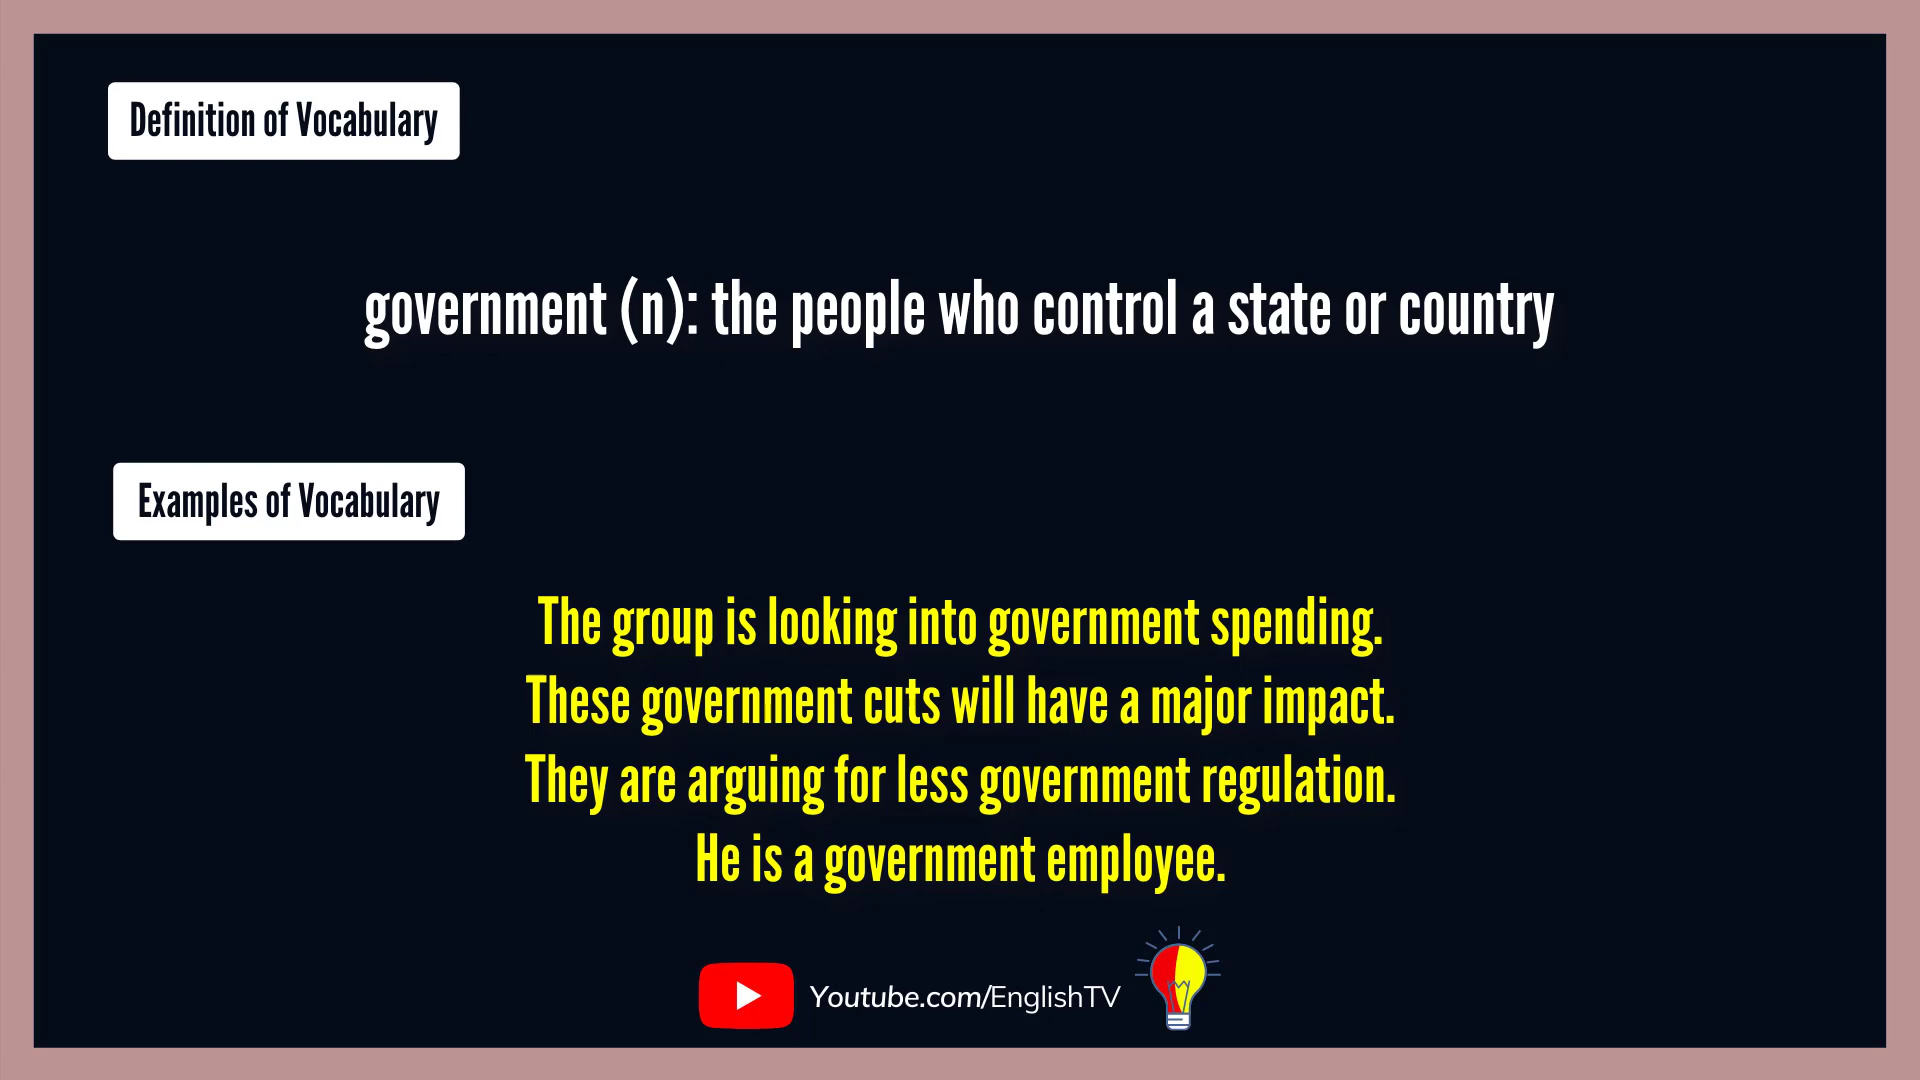 Definition of Vocabulary
government (n): the people who control a state or country
Examples of Vocabulary
The group is looking into government spending.
These government cuts will have a major impact.
They are arguing for less government regulation.
He is a government employee.
Youtube.com/EnglishTV